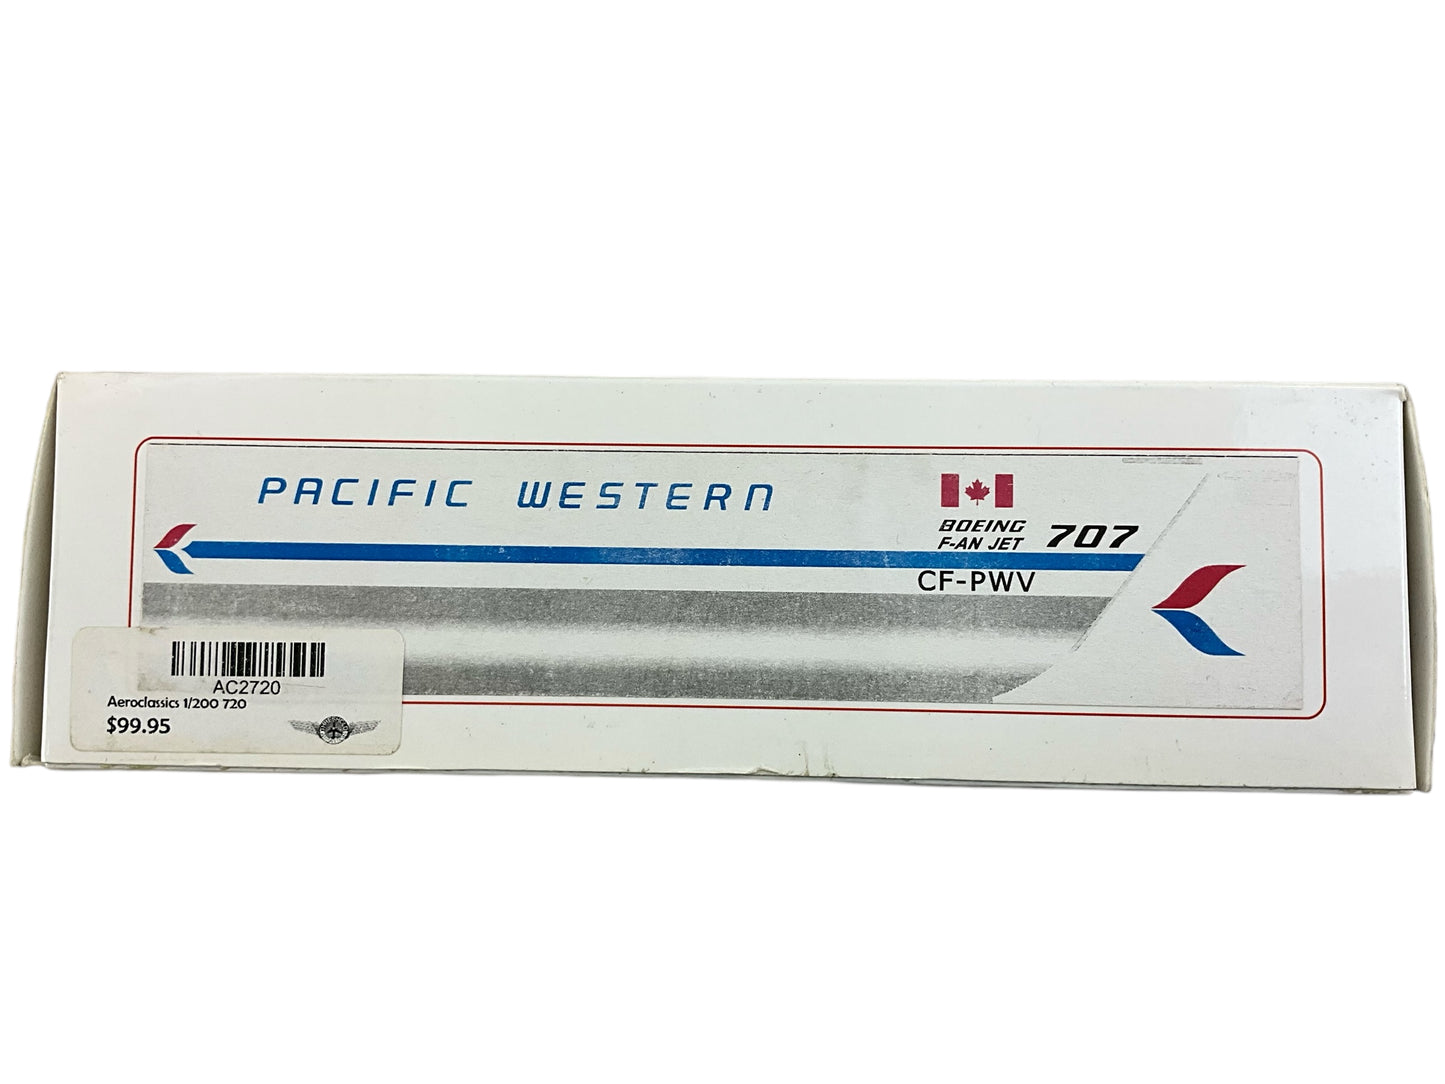 PACIFIC WESTERN
BOEING
F-AN JET 707
CF-PWV
AC2720
Aeroclassics 1/200 720
$99.95